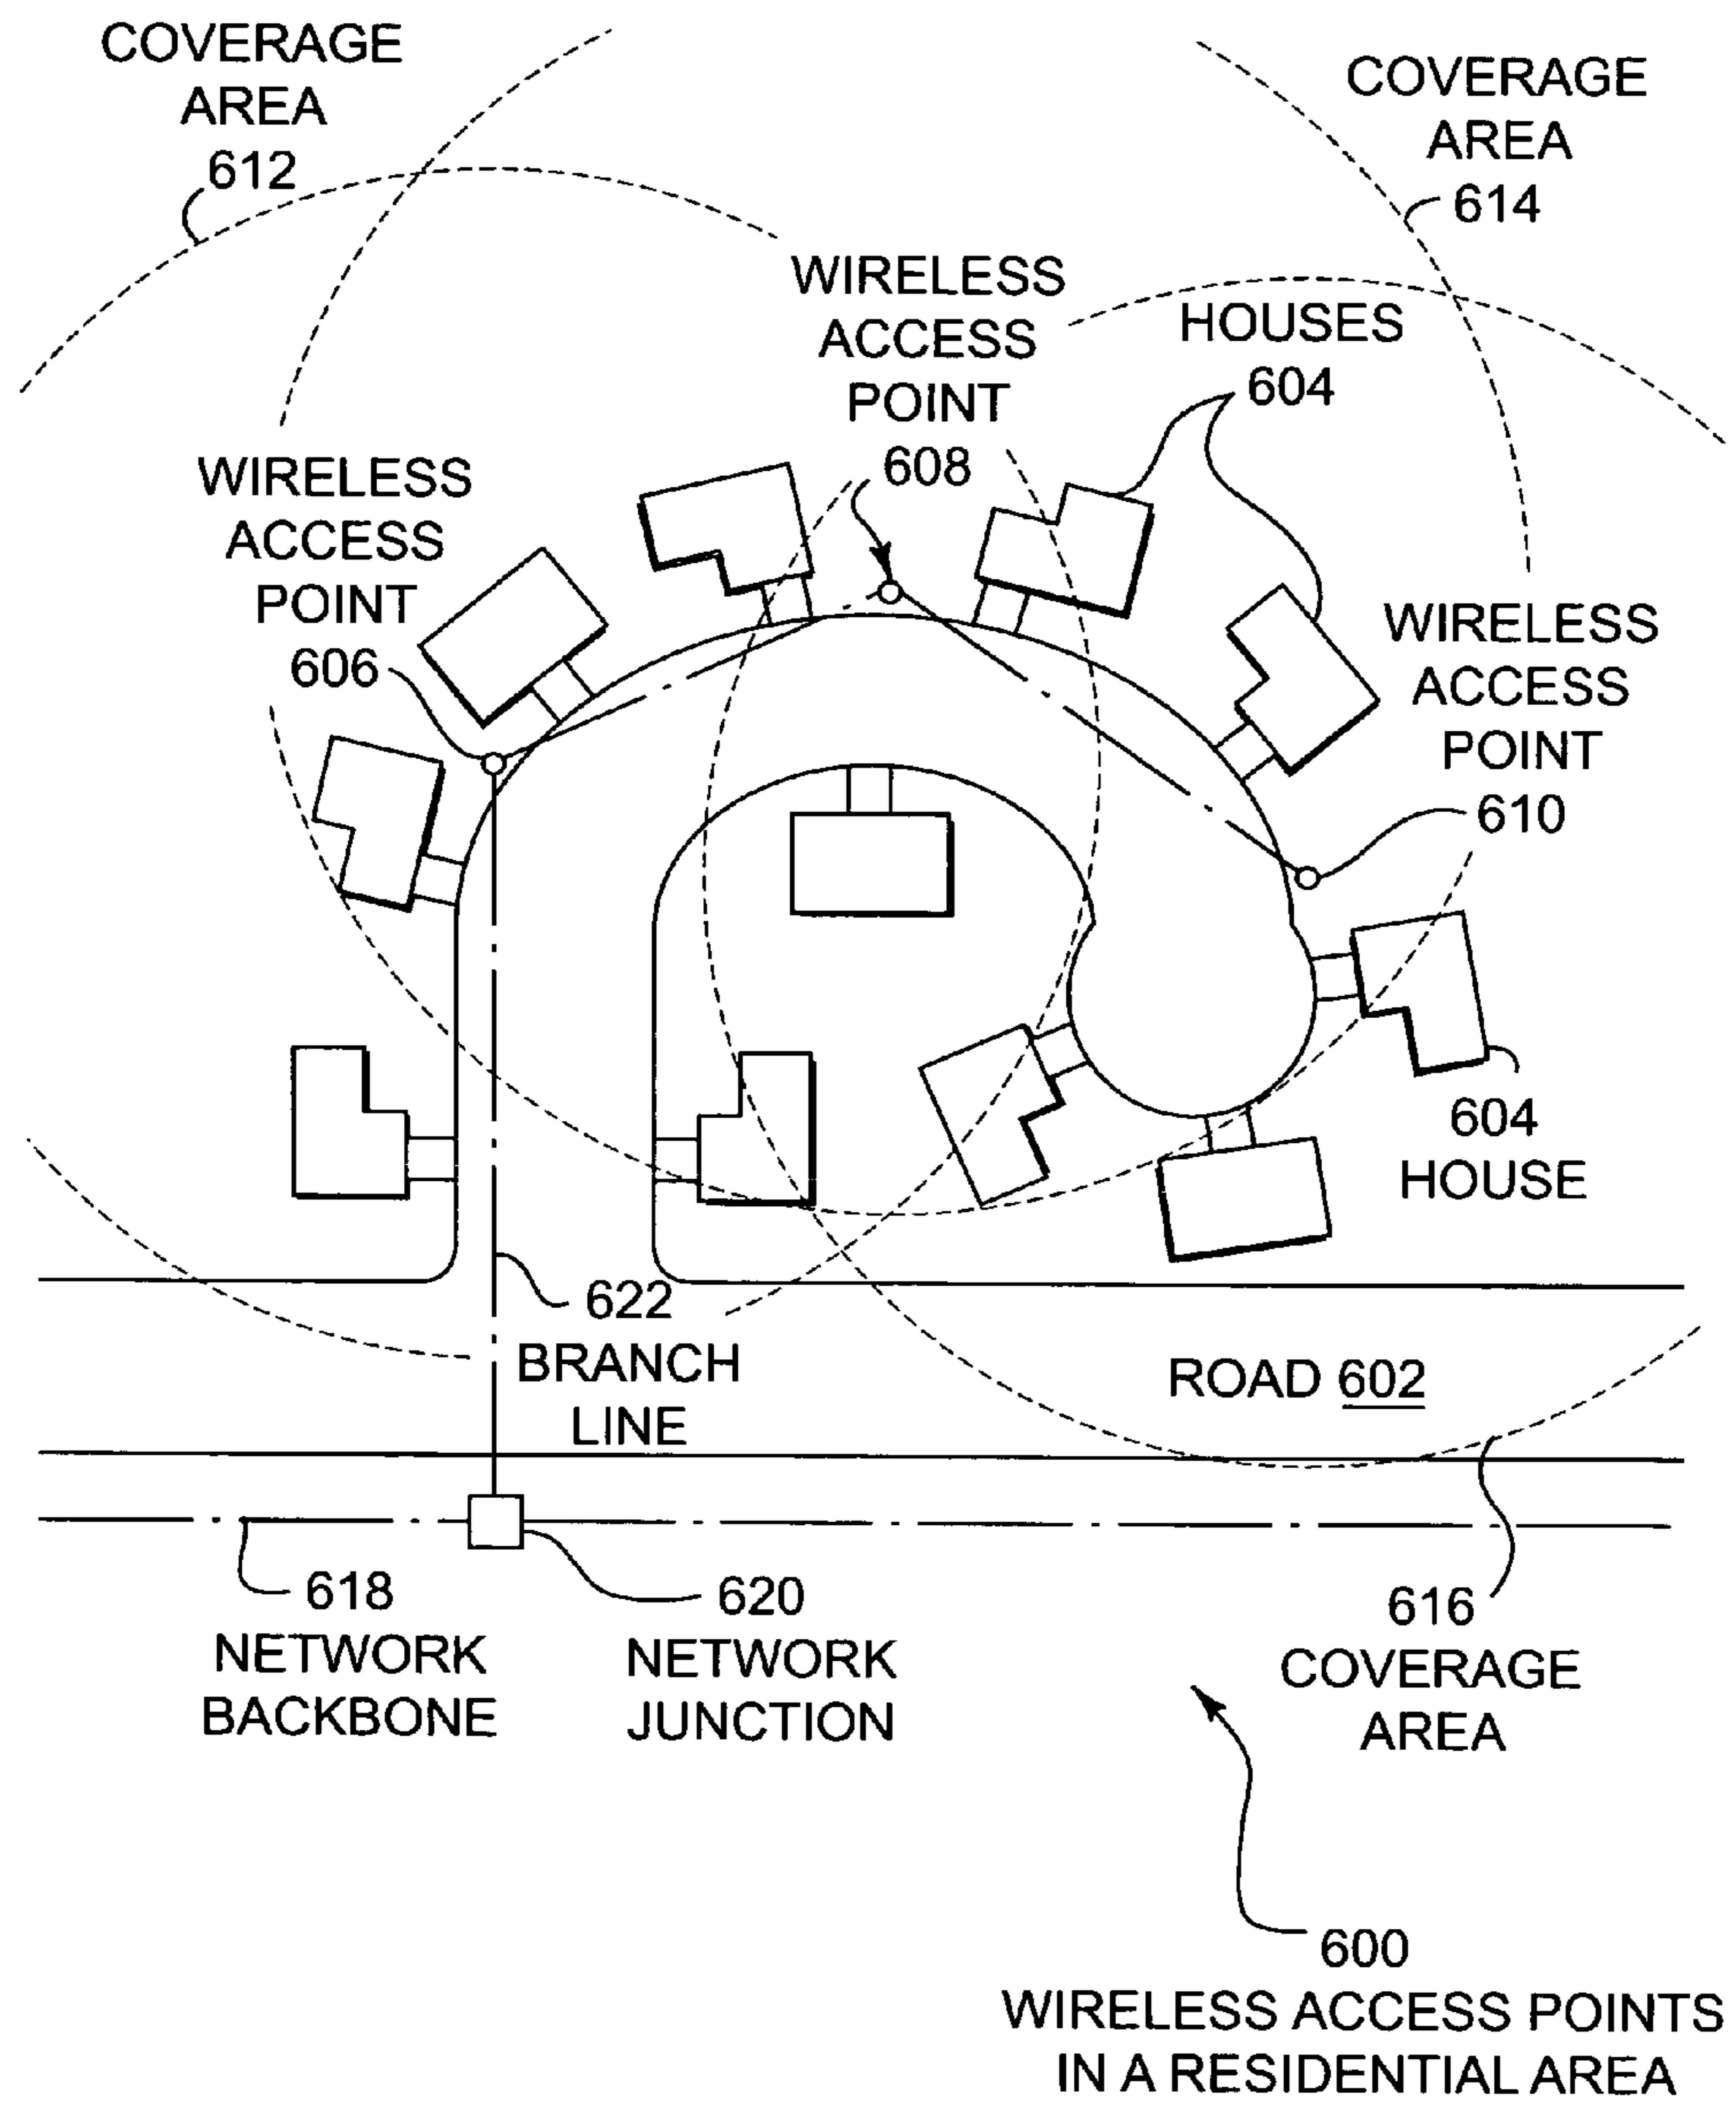 COVERAGE
AREA
612
COVERAGE
AREA
614
WIRELESS
ACCESS
POINT
608
HOUSES
604
WIRELESS
ACCESS
POINT
606
WIRELESS
ACCESS
POINT
610
604
HOUSE
622
BRANCH
LINE
ROAD 602
618
NETWORK
BACKBONE
620
NETWORK
JUNCTION
616
COVERAGE
AREA
600
WIRELESS ACCESS POINTS
IN A RESIDENTIAL AREA